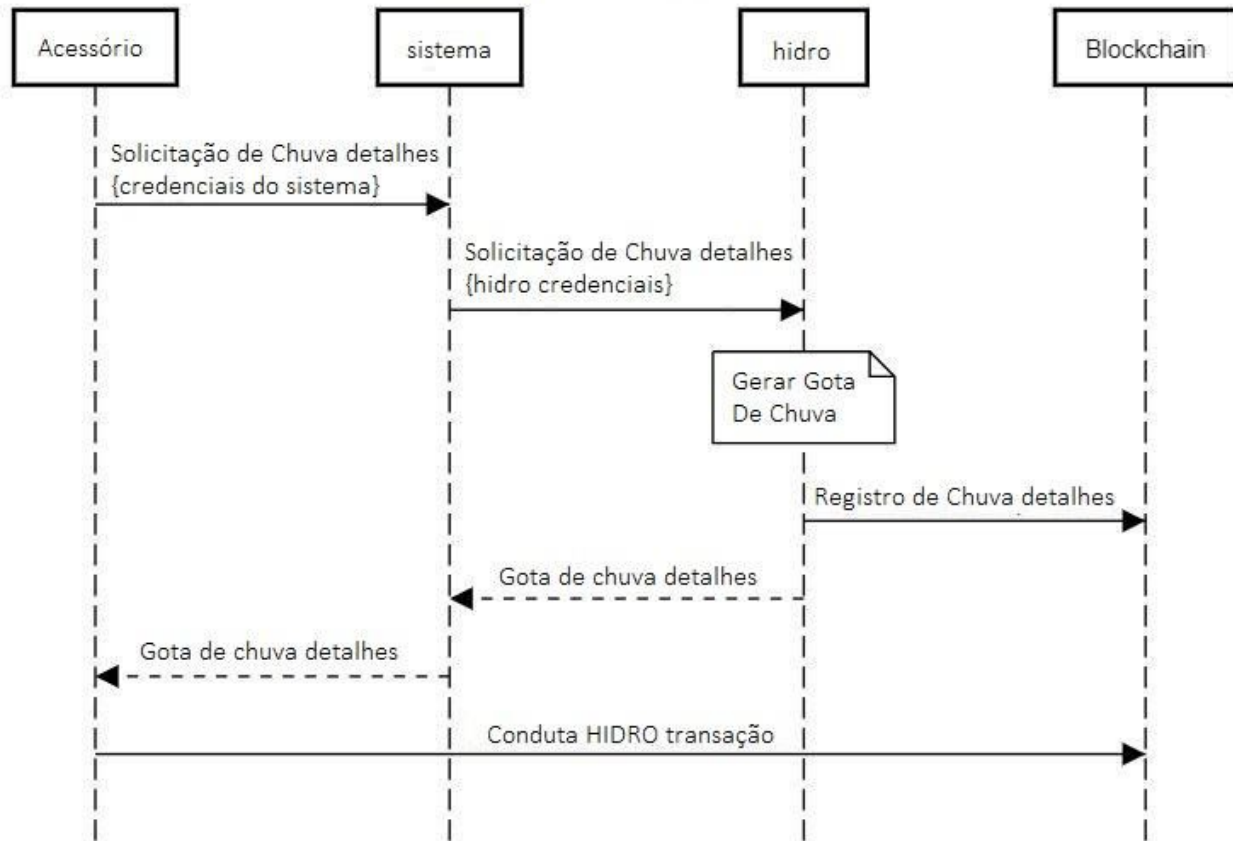 Acessório
sistema
hidro
Blockchain
Solicitação de Chuva detalhes
{credenciais do sistema}
Solicitação de Chuva detalhes
{hidro credenciais}
Gerar Gota
De Chuva
Registro de Chuva detalhes
Gota de chuva detalhes
Gota de chuva detalhes
Conduta HIDRO transação